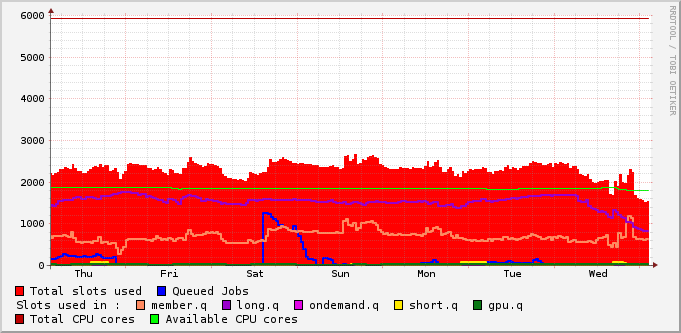 6000
5000
4000
3000
2000
1000
0
Thu Fri Sat Sun Mon Tue Wed
Total slots used Queued Jobs
Slots used in : member.q long.q ondemand.q short.q gpu.q
Total CPU cores Available CPU cores
RRDTOOL / TOBI OETIKER